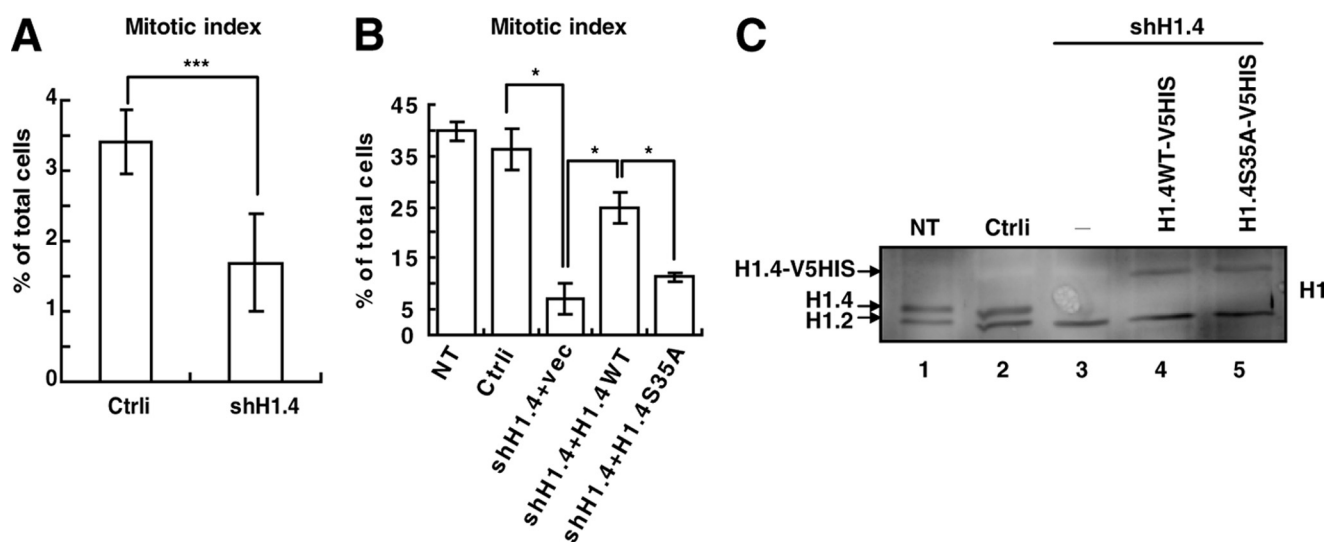 A
Mitotic index
***
% of total cells
4
3
2
1
0
Ctrli
shH1.4
B
Mitotic index
*
*
*
% of total cells
45
35
25
15
5
0
NT
Ctrli
shH1.4+vec
shH1.4+H1.4WT
shH1.4+H1.4S35A
C
shH1.4
NT
Ctrli
–
H1.4WT-V5HIS
H1.4S35A-V5HIS
H1.4-V5HIS
H1.4
H1.2
H1
1
2
3
4
5